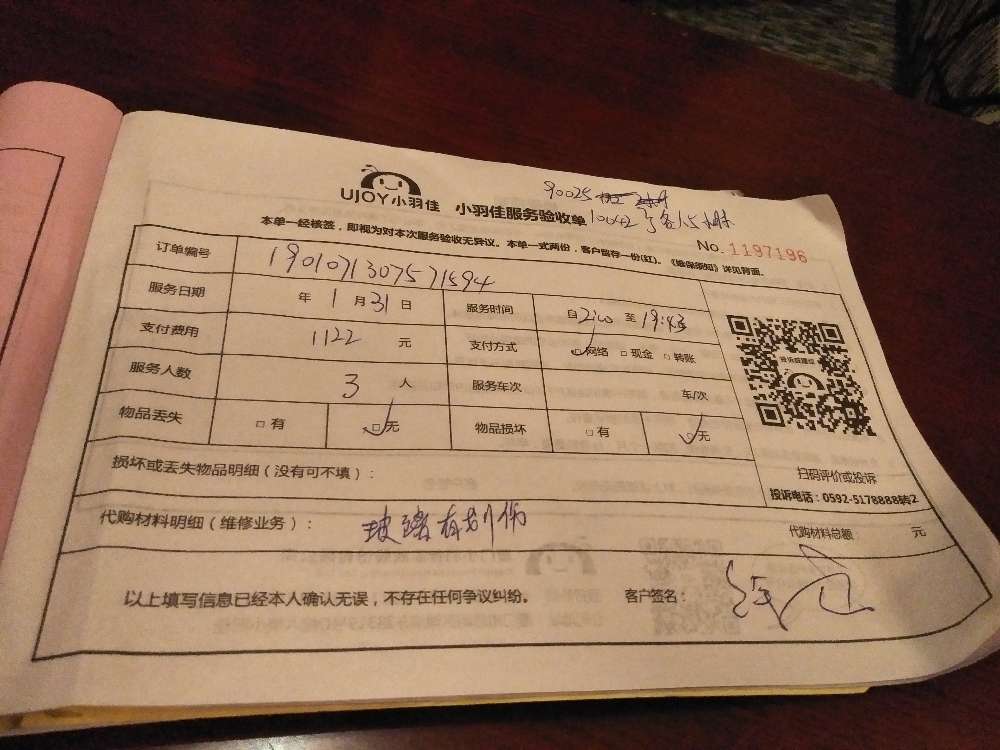 90025
UJOY小羽佳 小羽佳服务验收单
No. 1197196
本单一经核签，即视为对本次服务验收无异议。本单一式两份，客户留存一份(红)。《维保须知》详见背面。
订单编号 190107130757 1594
服务日期 年 1 月 31 日 服务时间 自 至 19:43
支付费用 1122 元 支付方式 ☑网络 □现金 □转账
服务人数 3 人 服务车次 车/次
物品丢失 □有 ☑无 物品损坏 □有 ☑无
损坏或丢失物品明细（没有可不填）：
扫码评价或投诉
投诉电话：0592-5178888转2
代购材料明细（维修业务）： 玻璃有划伤
代购材料总额： 元
以上填写信息已经本人确认无误，不存在任何争议纠纷。 客户签名：